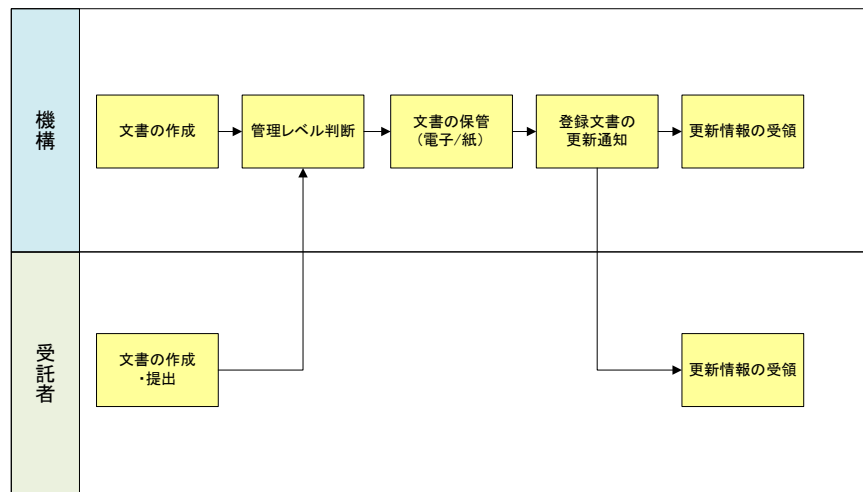 機構
文書の作成
管理レベル判断
文書の保管
(電子/紙)
登録文書の
更新通知
更新情報の受領
受託者
文書の作成
・提出
更新情報の受領